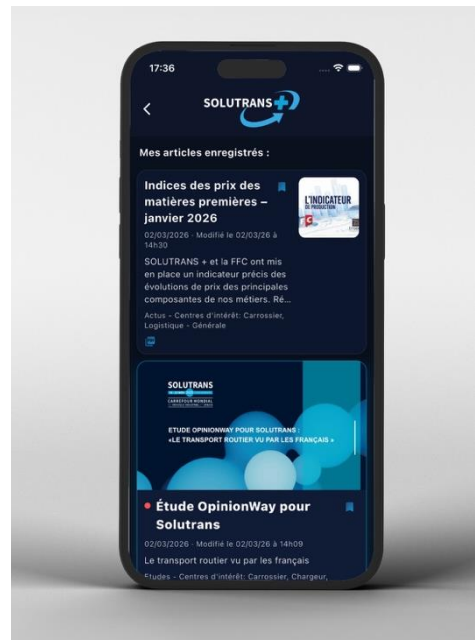 17:36
SOLUTRANS+
Mes articles enregistrés :
Indices des prix des
matières premières –
janvier 2026
L'INDICATEUR
DE PRODUCTION
02/03/2026 - Modifié le 02/03/26 à
14h30
SOLUTRANS + et la FFC ont mis
en place un indicateur précis des
évolutions de prix des principales
composantes de nos métiers. Ré...
Actus - Centres d'intérêt: Carrossier,
Logistique - Générale
SOLUTRANS
CARREFOUR MONDIAL
ETUDE OPINIONWAY POUR SOLUTRANS :
«LE TRANSPORT ROUTIER VU PAR LES FRANÇAIS »
Étude OpinionWay pour
Solutrans
02/03/2026 - Modifié le 02/03/26 à 14h09
Le transport routier vu par les français
Etudes - Centres d'intérêt: Carrossier, Chargeur,